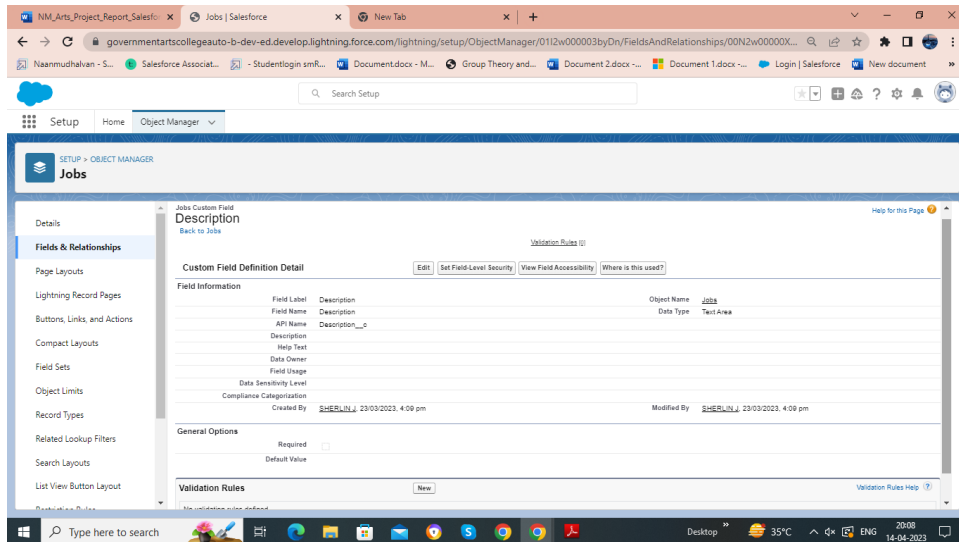 NM_Arts_Project_Report_Salesfor
Jobs | Salesforce
New Tab
governmentartscollegeauto-b-dev-ed.develop.lightning.force.com/lightning/setup/ObjectManager/01I2w000003byDn/FieldsAndRelationships/00N2w00000X...
Naanmudhalvan - S...
Salesforce Associat...
- Studentlogin smR...
Document.docx - M...
Group Theory and...
Document 2.docx -...
Document 1.docx -...
Login | Salesforce
New document
Search Setup
Setup
Home
Object Manager
SETUP > OBJECT MANAGER
Jobs
Details
Fields & Relationships
Page Layouts
Lightning Record Pages
Buttons, Links, and Actions
Compact Layouts
Field Sets
Object Limits
Record Types
Related Lookup Filters
Search Layouts
List View Button Layout
Restriction Rules
Jobs Custom Field
Description
Back to Jobs
Help for this Page
Validation Rules [0]
Custom Field Definition Detail
Edit
Set Field-Level Security
View Field Accessibility
Where is this used?
Field Information
Field Label Description Object Name Jobs
Field Name Description Data Type Text Area
API Name Description__c
Description
Help Text
Data Owner
Field Usage
Data Sensitivity Level
Compliance Categorization
Created By SHERLIN J, 23/03/2023, 4:09 pm Modified By SHERLIN J, 23/03/2023, 4:09 pm
General Options
Required
Default Value
Validation Rules
New
Validation Rules Help ?
No validation rules defined.
Type here to search
Desktop
35°C
ENG
20:08
14-04-2023